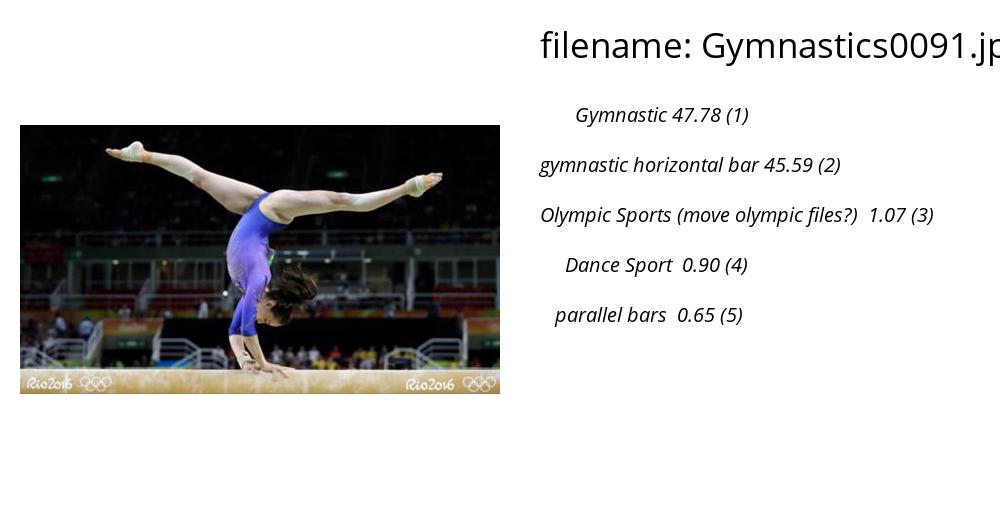 filename: Gymnastics0091.jp
Gymnastic 47.78 (1)
gymnastic horizontal bar 45.59 (2)
Olympic Sports (move olympic files?) 1.07 (3)
Dance Sport 0.90 (4)
parallel bars 0.65 (5)
Rio2016 Rio2016